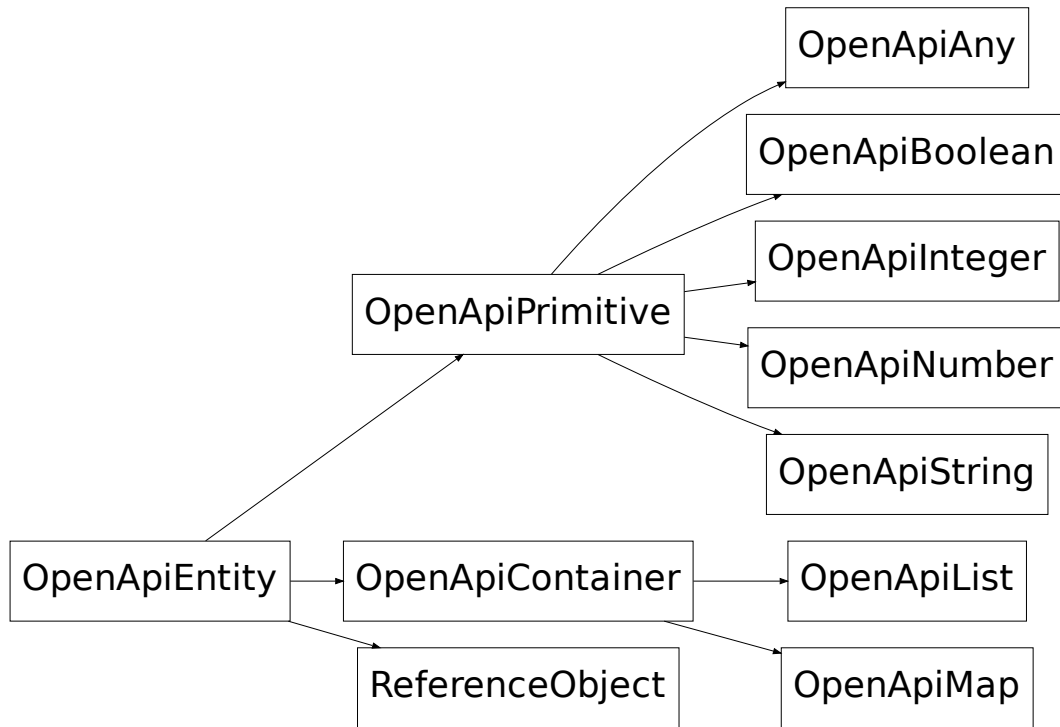 OpenApiAny
OpenApiBoolean
OpenApiInteger
OpenApiPrimitive
OpenApiNumber
OpenApiString
OpenApiEntity
OpenApiContainer
OpenApiList
ReferenceObject
OpenApiMap